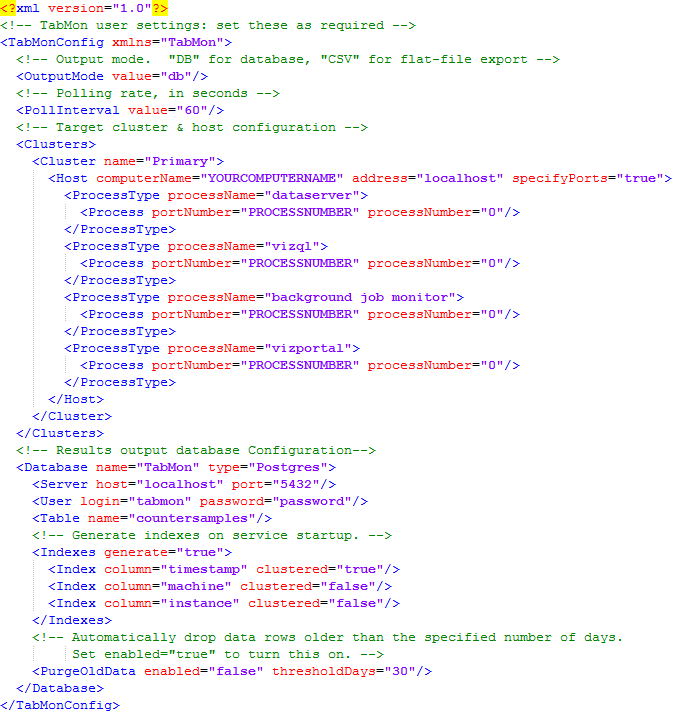 <?xml version="1.0"?>
<!-- TabMon user settings: set these as required -->
<TabMonConfig xmlns="TabMon">
  <!-- Output mode.  "DB" for database, "CSV" for flat-file export -->
  <OutputMode value="db"/>
  <!-- Polling rate, in seconds -->
  <PollInterval value="60"/>
  <!-- Target cluster & host configuration -->
  <Clusters>
    <Cluster name="Primary">
      <Host computerName="YOURCOMPUTERNAME" address="localhost" specifyPorts="true">
        <ProcessType processName="dataserver">
          <Process portNumber="PROCESSNUMBER" processNumber="0"/>
        </ProcessType>
        <ProcessType processName="vizql">
          <Process portNumber="PROCESSNUMBER" processNumber="0"/>
        </ProcessType>
        <ProcessType processName="background job monitor">
          <Process portNumber="PROCESSNUMBER" processNumber="0"/>
        </ProcessType>
        <ProcessType processName="vizportal">
          <Process portNumber="PROCESSNUMBER" processNumber="0"/>
        </ProcessType>
      </Host>
    </Cluster>
  </Clusters>
  <!-- Results output database Configuration-->
  <Database name="TabMon" type="Postgres">
    <Server host="localhost" port="5432"/>
    <User login="tabmon" password="password"/>
    <Table name="countersamples"/>
    <!-- Generate indexes on service startup. -->
    <Indexes generate="true">
      <Index column="timestamp" clustered="true"/>
      <Index column="machine" clustered="false"/>
      <Index column="instance" clustered="false"/>
    </Indexes>
    <!-- Automatically drop data rows older than the specified number of days.
         Set enabled="true" to turn this on. -->
    <PurgeOldData enabled="false" thresholdDays="30"/>
  </Database>
</TabMonConfig>